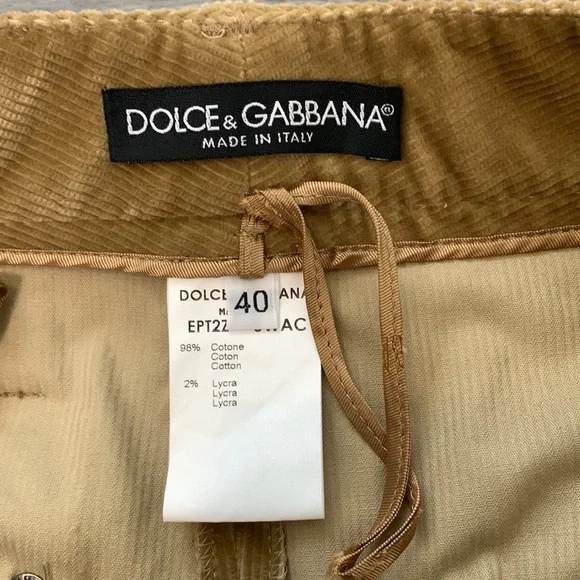 DOLCE & GABBANA®
MADE IN ITALY
40
98% Cotone
Coton
Cotton
2% Lycra
Lycra
Lycra